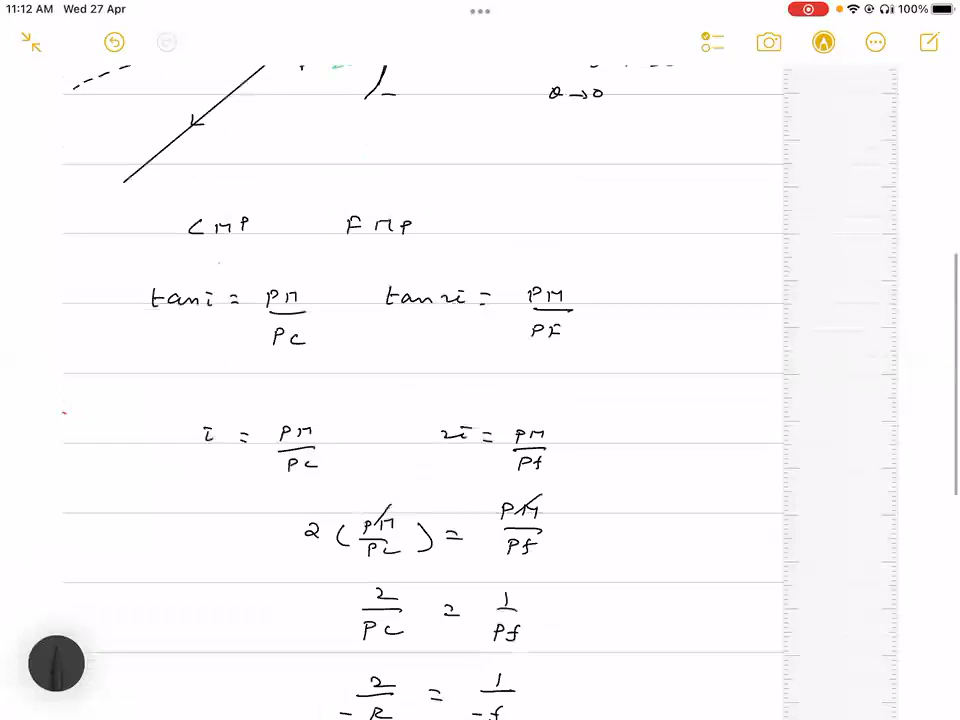 11:12 AM Wed 27 Apr
100%
θ → 0
CMP FMP
tan i = PM/PC tan 2i = PM/PF
i = PM/PC 2i = PM/Pf
2 (PM/PC) = PM/Pf
2/PC = 1/Pf
2/-R = 1/-f